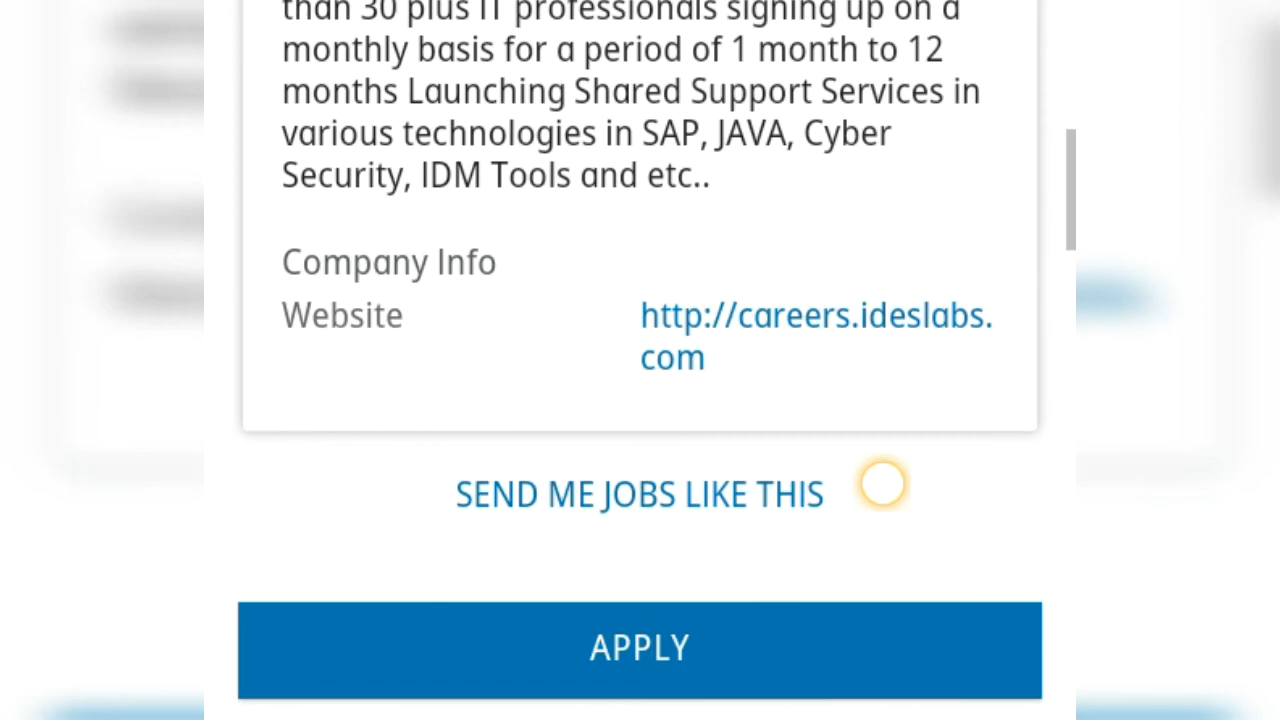 than 30 plus IT professionals signing up on a
monthly basis for a period of 1 month to 12
months Launching Shared Support Services in
various technologies in SAP, JAVA, Cyber
Security, IDM Tools and etc..
Company Info
Website http://careers.ideslabs.
com
SEND ME JOBS LIKE THIS
APPLY